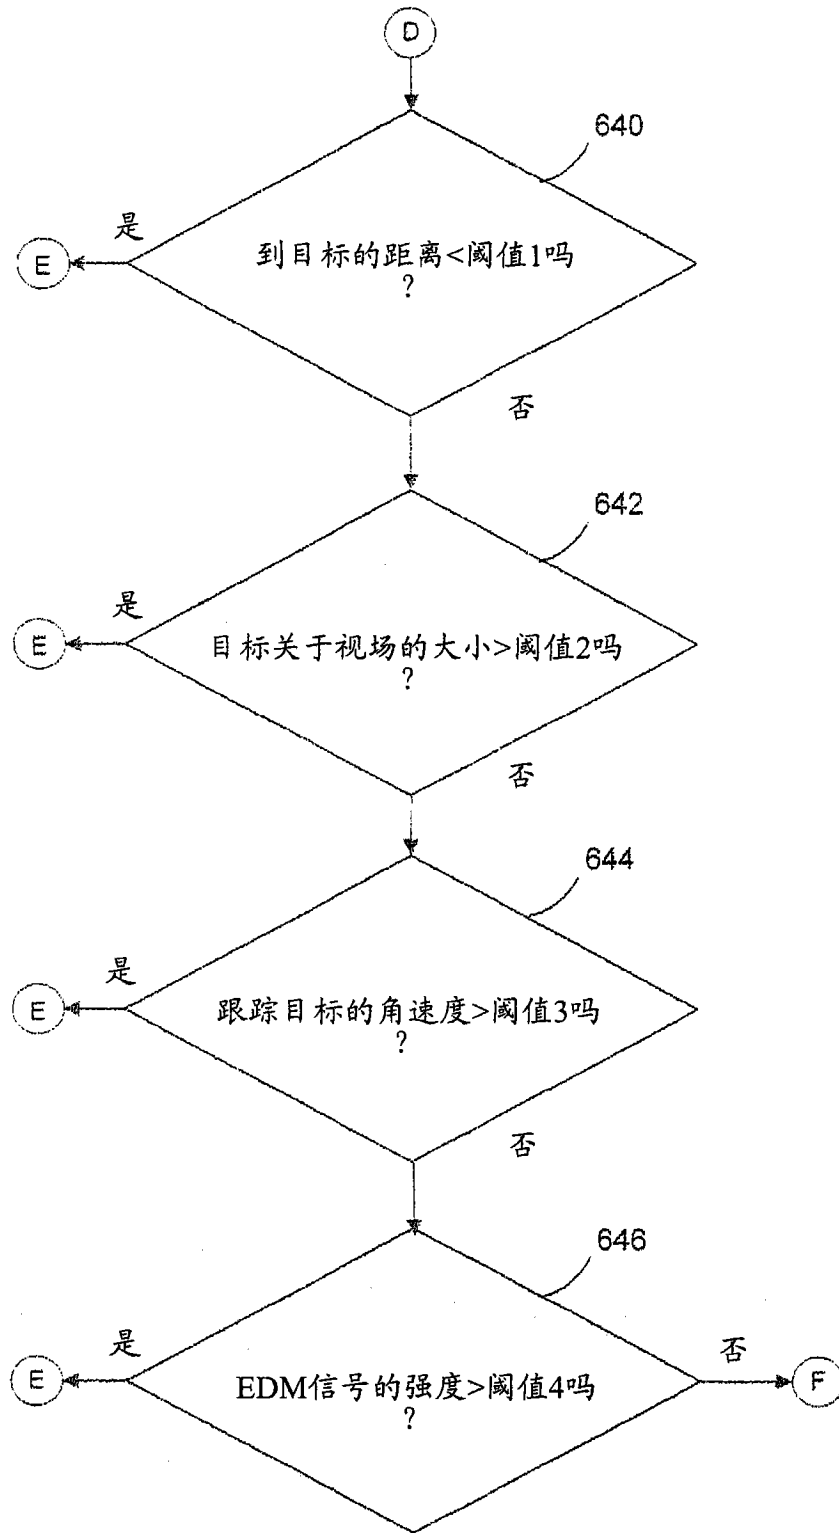 D
640
是
E
到目标的距离<阈值1吗
?
否
642
是
E
目标关于视场的大小>阈值2吗
?
否
644
是
E
跟踪目标的角速度>阈值3吗
?
否
646
是
否
E
EDM信号的强度>阈值4吗
?
F